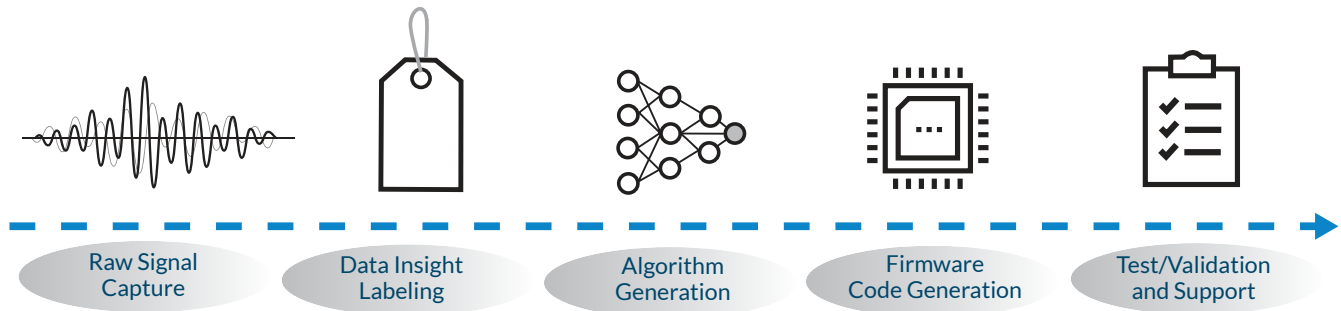 Raw Signal
Capture
Data Insight
Labeling
Algorithm
Generation
Firmware
Code Generation
Test/Validation
and Support